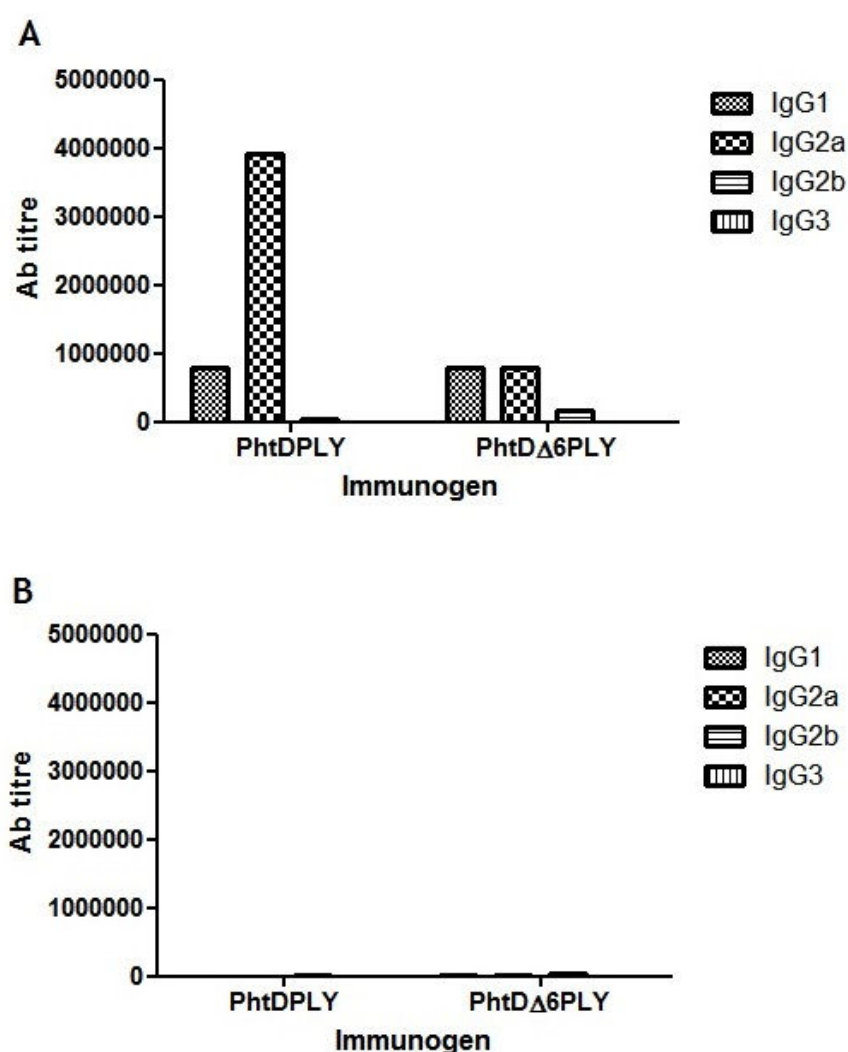 A
5000000
4000000
3000000
2000000
1000000
0
Ab titre
PhtDPLY
PhtDΔ6PLY
Immunogen
IgG1
IgG2a
IgG2b
IgG3
B
5000000
4000000
3000000
2000000
1000000
0
Ab titre
PhtDPLY
PhtDΔ6PLY
Immunogen
IgG1
IgG2a
IgG2b
IgG3